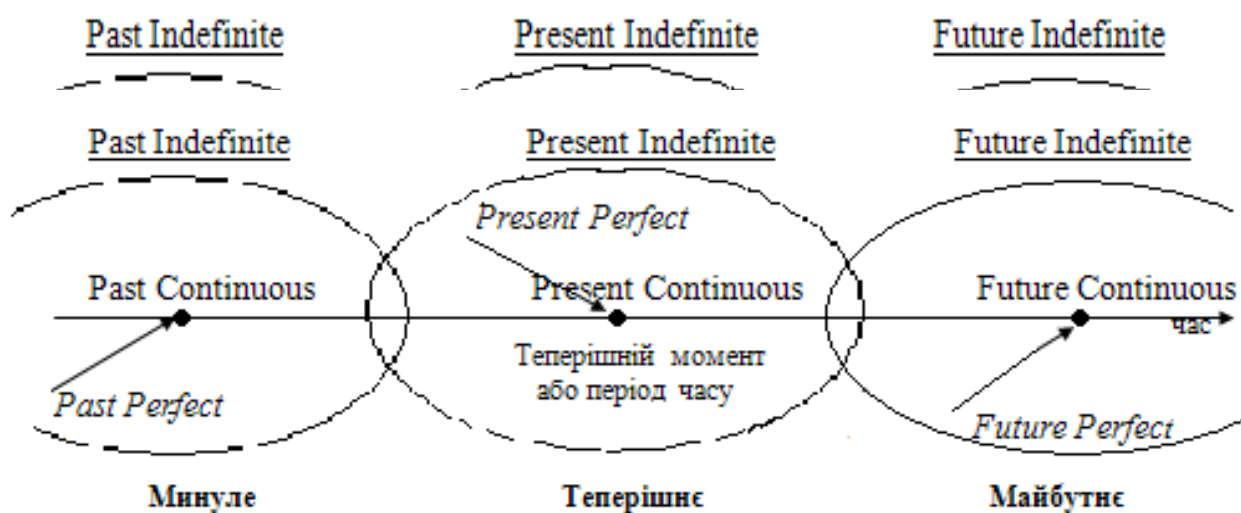 Past Indefinite Present Indefinite Future Indefinite
Past Indefinite Present Indefinite Future Indefinite
Present Perfect
Past Continuous Present Continuous Future Continuous
час
Теперішній момент
або період часу
Past Perfect
Future Perfect
Минуле Теперішнє Майбутнє